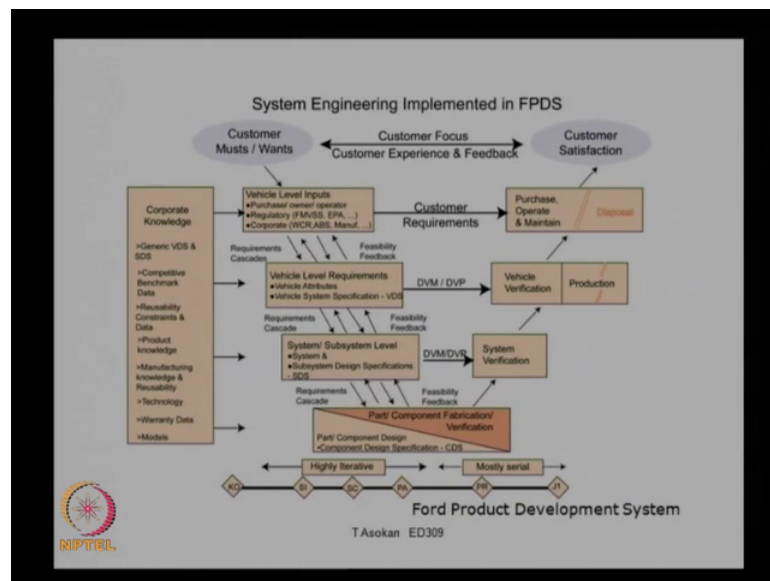 System Engineering Implemented in FPDS
Customer
Musts / Wants
Customer Focus
Customer Experience & Feedback
Customer
Satisfaction
Corporate
Knowledge
>Generic VDS &
SDS
>Competitive
Benchmark
Data
>Reusability
Constraints &
Data
>Product
knowledge
>Manufacturing
knowledge &
Reusability
>Technology
>Warranty Data
>Models
Vehicle Level Inputs
●Purchase/ owner/ operator
●Regulatory (FMVSS, EPA, ...)
●Corporate (WCR,ABS, Manuf, ...)
Customer
Requirements
Purchase,
Operate
& Maintain
Disposal
Requirements
Cascades
Feasibility
Feedback
Vehicle Level Requirements
●Vehicle Attributes
●Vehicle System Specification - VDS
DVM / DVP
Vehicle
Verification
Production
Requirements
Cascade
Feasibility
Feedback
System/ Subsystem Level
●System &
●Subsystem Design Specifications
- SDS
DVM/DVP
System
Verification
Requirements
Cascade
Feasibility
Feedback
Part/ Component Fabrication/
Verification
Part/ Component Design
•Component Design Specification - CDS
Highly Iterative
Mostly serial
KO
SI
SC
PA
PR
J1
Ford Product Development System
T Asokan ED309
NPTEL